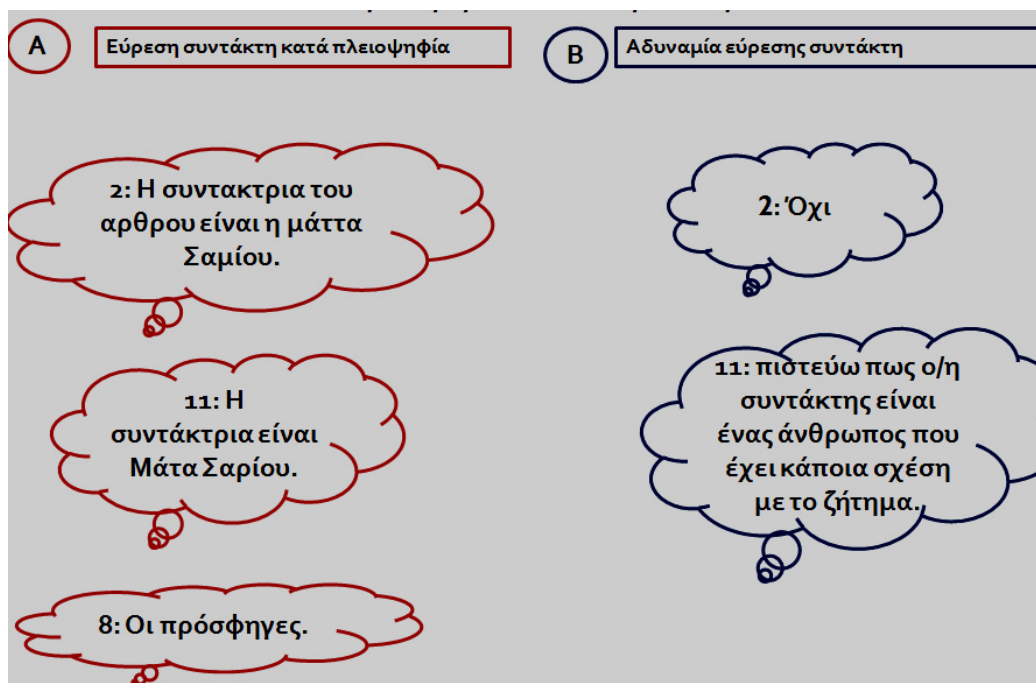 A
Εύρεση συντάκτη κατά πλειοψηφία
B
Αδυναμία εύρεσης συντάκτη
2: Η συντακτρια του
αρθρου είναι η μάττα
Σαμίου.
11: Η
συντάκτρια είναι
Μάτα Σαρίου.
8: Οι πρόσφηγες.
2: Όχι
11: πιστεύω πως ο/η
συντάκτης είναι
ένας άνθρωπος που
έχει κάποια σχέση
με το ζήτημα.